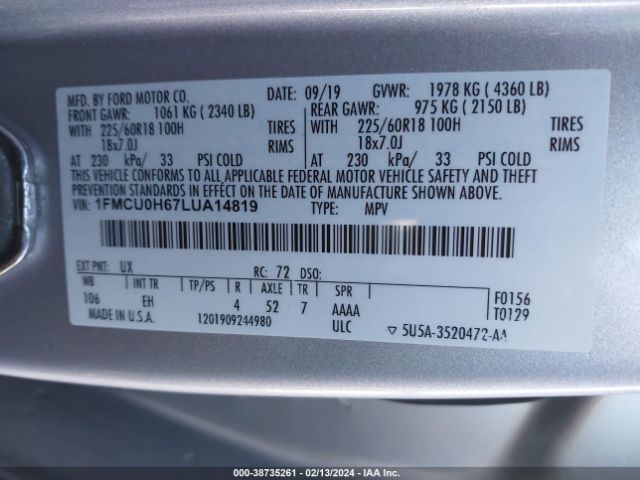 MFD. BY FORD MOTOR CO. DATE: 09/19 GVWR: 1978 KG ( 4360 LB)
FRONT GAWR: 1061 KG ( 2340 LB) REAR GAWR: 975 KG ( 2150 LB)
WITH 225/60R18 100H TIRES WITH 225/60R18 100H TIRES
18x7.0J RIMS 18x7.0J RIMS
AT 230 kPa/ 33 PSI COLD AT 230 kPa/ 33 PSI COLD
THIS VEHICLE CONFORMS TO ALL APPLICABLE FEDERAL MOTOR VEHICLE SAFETY AND THEFT
PREVENTION STANDARDS IN EFFECT ON THE DATE OF MANUFACTURE SHOWN ABOVE.
VIN: 1FMCU0H67LUA14819 TYPE: MPV
EXT PNT: UX RC: 72 DSO:
WB INT TR TP/PS R AXLE TR SPR F0156
106 EH 4 52 7 AAAA T0129
MADE IN U.S.A. 1201909244980 ULC ▽ 5U5A-3520472-AA
000-38735261 - 02/13/2024 - IAAI.COM